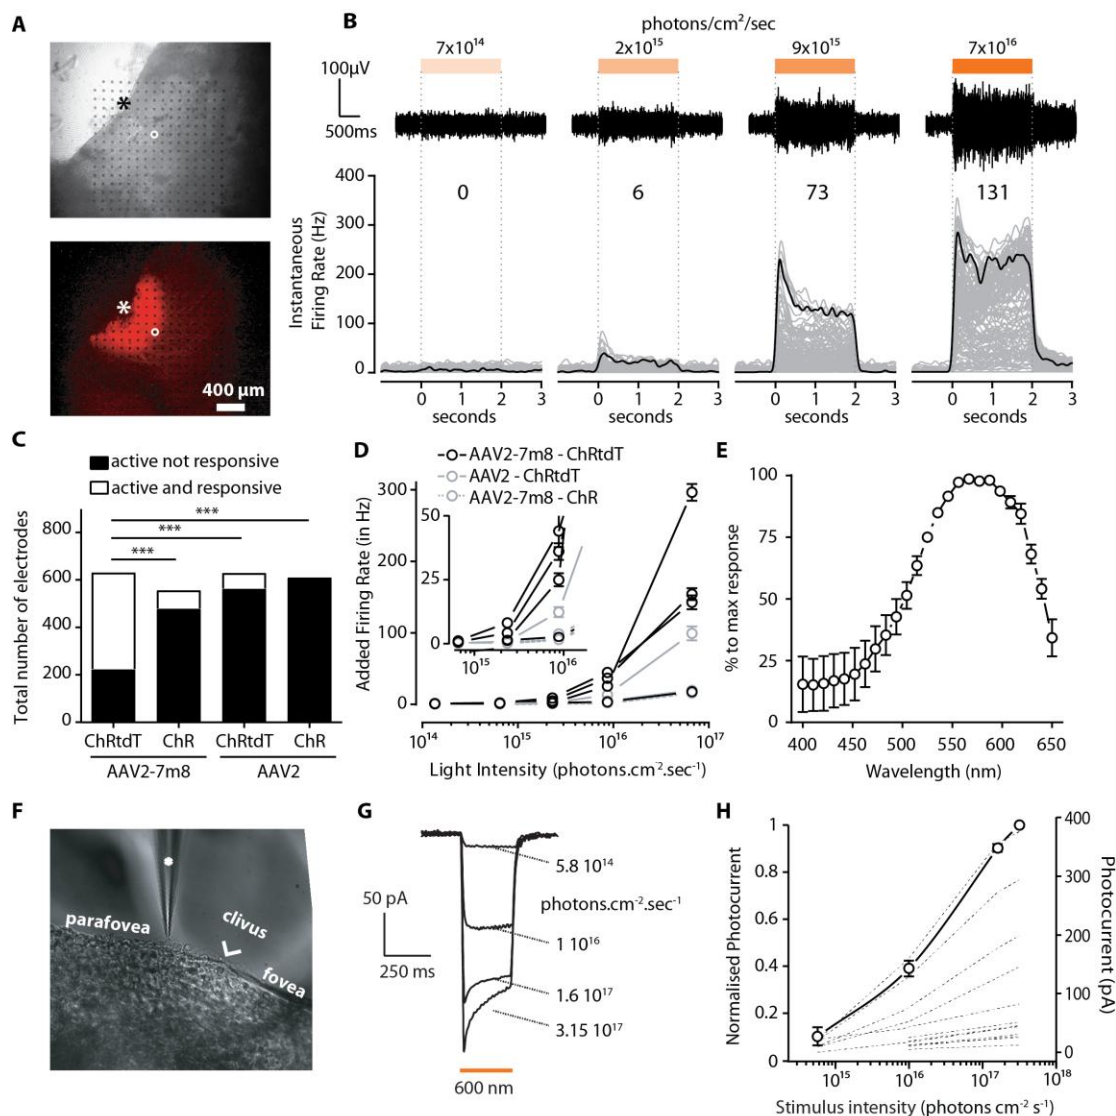 A
*
*
400 µm
B
photons/cm²/sec
7x10¹⁴ 2x10¹⁵ 9x10¹⁵ 7x10¹⁶
100µV
500ms
0 6 73 131
Instantaneous
Firing Rate (Hz)
400
300
200
100
0
0 1 2 3 0 1 2 3 0 1 2 3 0 1 2 3
seconds seconds seconds seconds
C
active not responsive
active and responsive
***
***
***
Total number of electrodes
800
600
400
200
0
ChRtdT ChR ChRtdT ChR
AAV2-7m8 AAV2
D
AAV2-7m8 - ChRtdT
AAV2 - ChRtdT
AAV2-7m8 - ChR
Added Firing Rate (in Hz)
300
200
100
0
50
25
0
10¹⁵ 10¹⁶
10¹⁴ 10¹⁵ 10¹⁶ 10¹⁷
Light Intensity (photons.cm⁻².sec⁻¹)
E
% to max response
100
75
50
25
0
400 450 500 550 600 650
Wavelength (nm)
F
parafovea
clivus
fovea
G
50 pA
250 ms
5.8 10¹⁴
photons.cm⁻².sec⁻¹
1 10¹⁶
1.6 10¹⁷
3.15 10¹⁷
600 nm
H
Normalised Photocurrent
1
0.8
0.6
0.4
0.2
0
400
300
200
100
0
Photocurrent (pA)
10¹⁵ 10¹⁶ 10¹⁷ 10¹⁸
Stimulus intensity (photons cm⁻² s⁻¹)